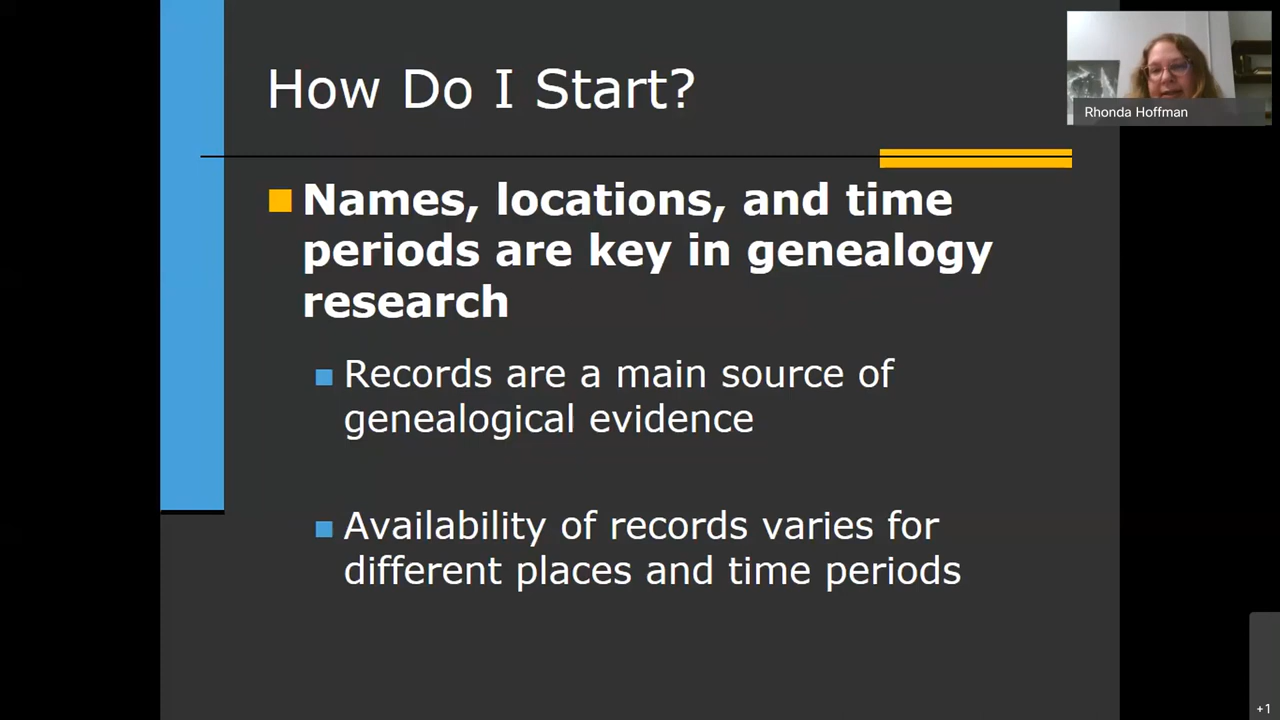 How Do I Start?
Rhonda Hoffman
Names, locations, and time
periods are key in genealogy
research
Records are a main source of
genealogical evidence
Availability of records varies for
different places and time periods
+1